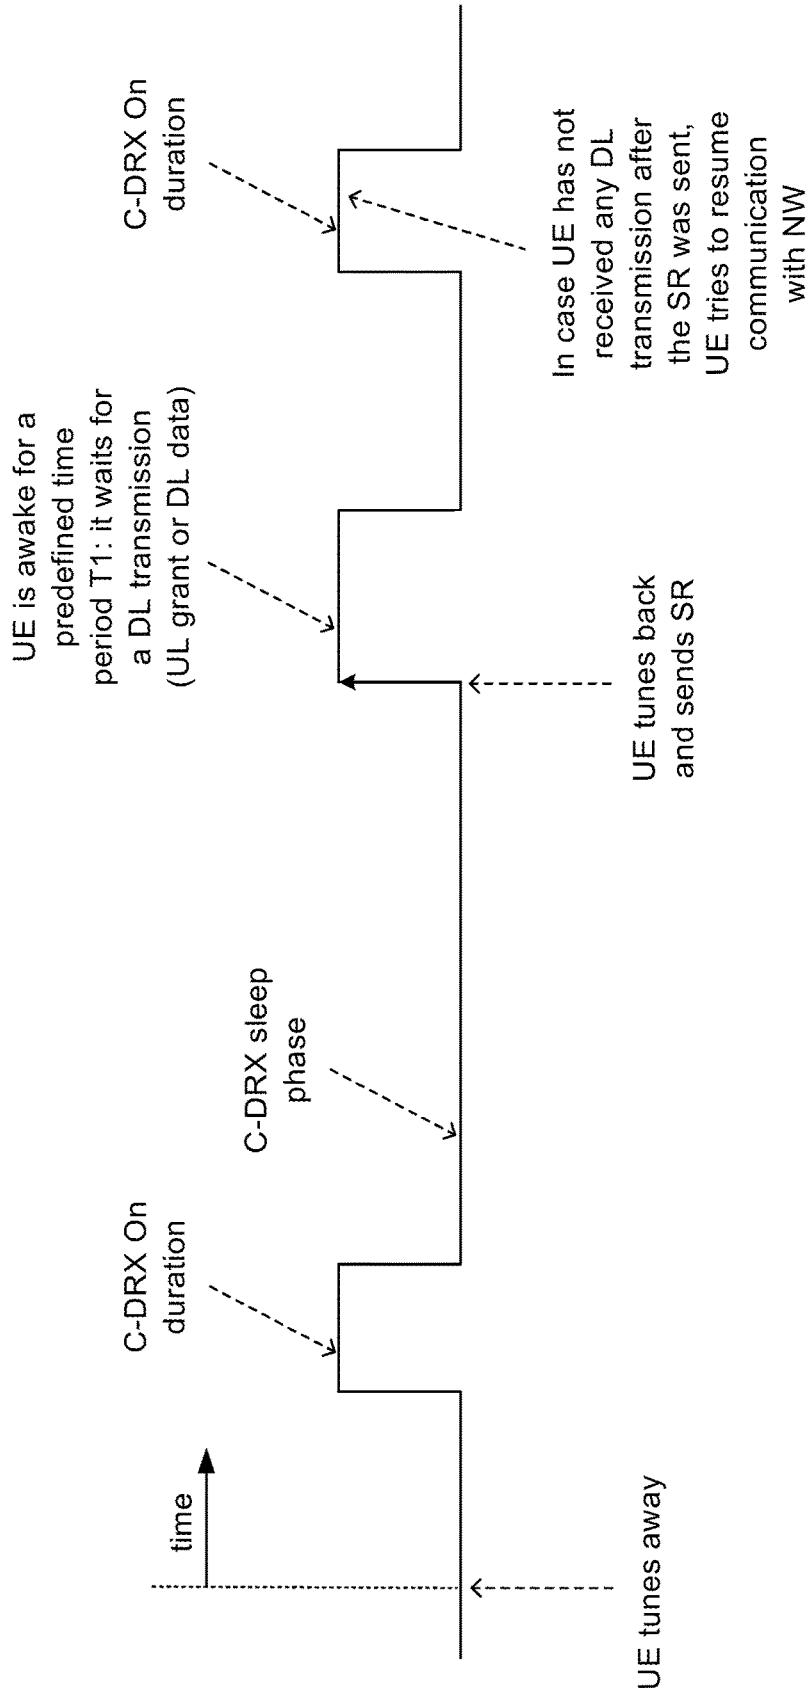 time
UE tunes away
C-DRX On
duration
C-DRX sleep
phase
UE is awake for a
predefined time
period T1: it waits for
a DL transmission
(UL grant or DL data)
UE tunes back
and sends SR
C-DRX On
duration
In case UE has not
received any DL
transmission after
the SR was sent,
UE tries to resume
communication
with NW